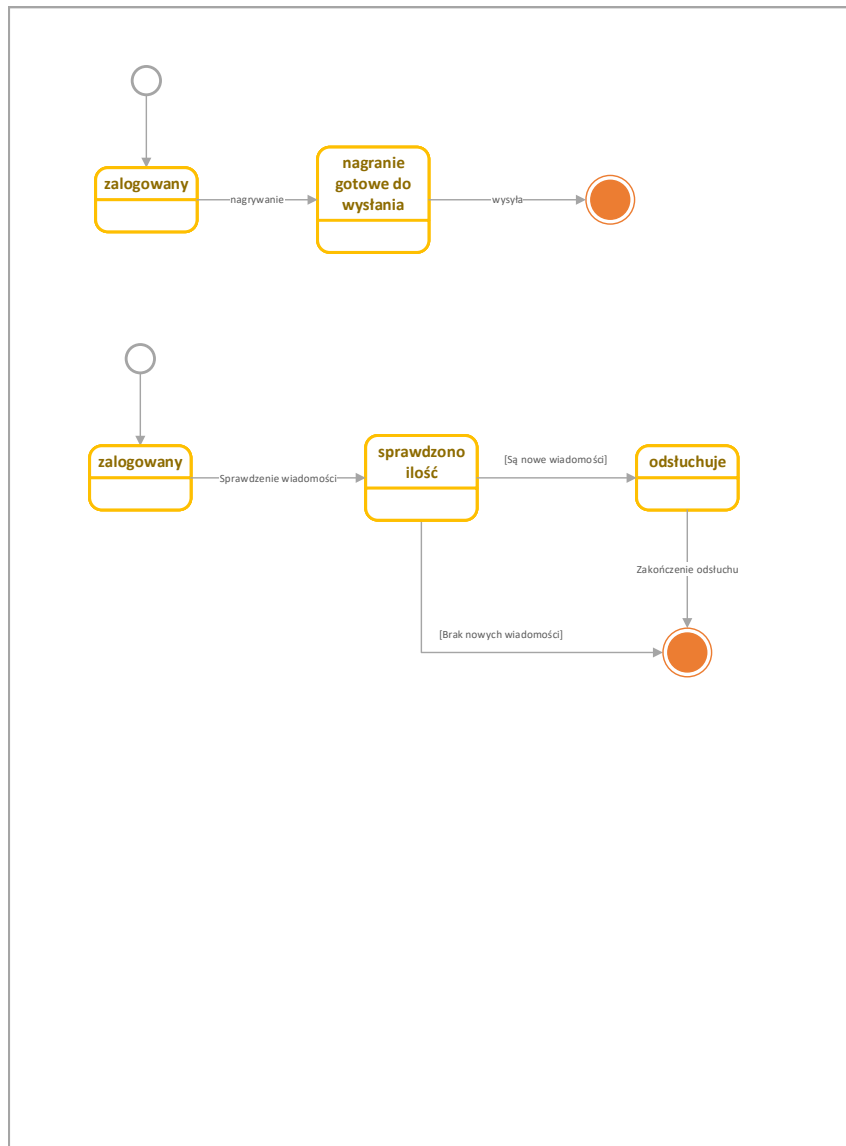 zalogowany
nagrywanie
nagranie
gotowe do
wysłania
wysyła
zalogowany
Sprawdzenie wiadomości
sprawdzono
ilość
[Są nowe wiadomości]
odsłuchuje
Zakończenie odsłuchu
[Brak nowych wiadomości]